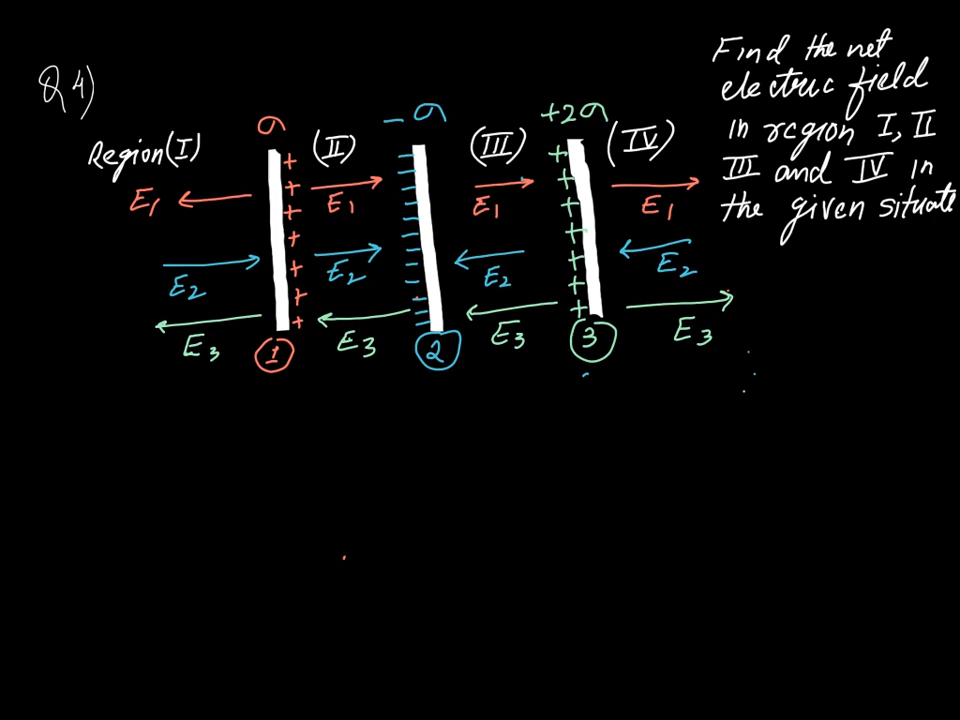 Q4)
Find the net
electric field
in region I, II
III and IV in
the given situate
σ
-σ
+2σ
Region(I)
(II)
(III)
(IV)
E1
E1
E1
E1
E2
E2
E2
E2
E3
E3
E3
E3
1
2
3